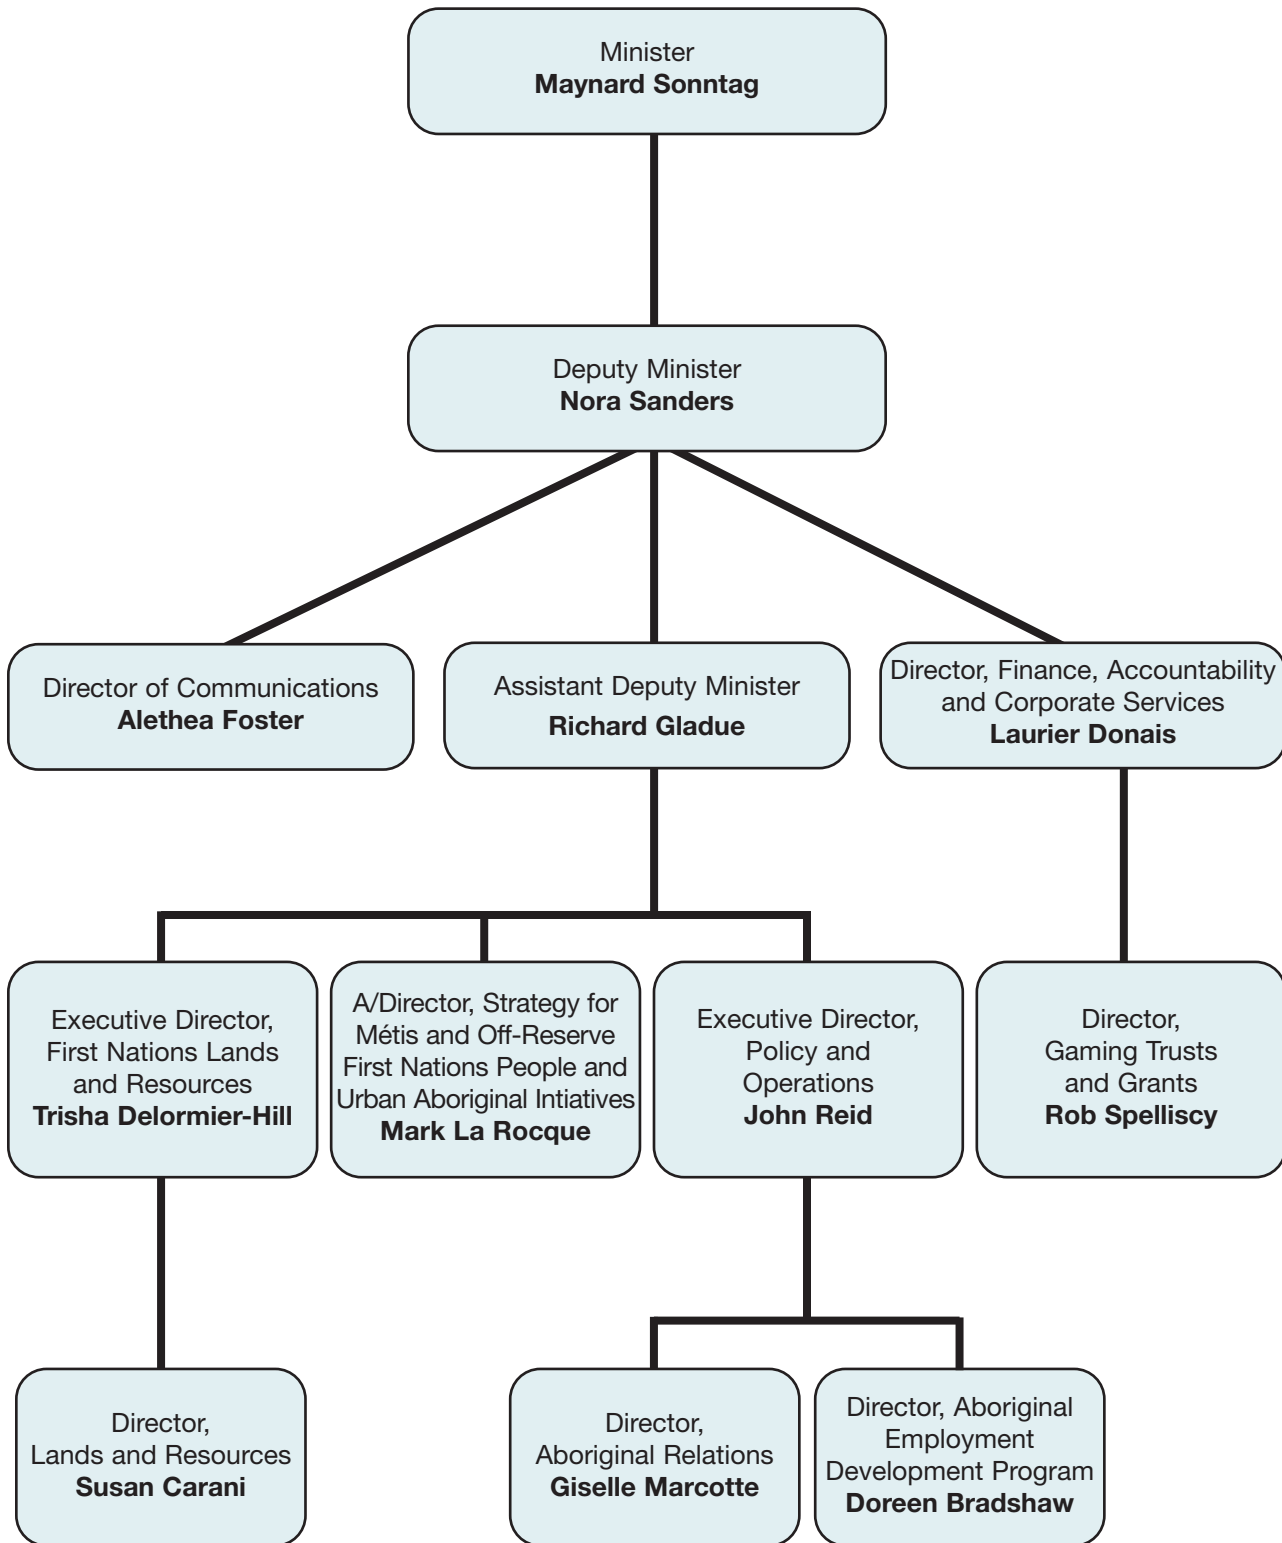 Minister
Maynard Sonntag
Deputy Minister
Nora Sanders
Director of Communications
Alethea Foster
Assistant Deputy Minister
Richard Gladue
Director, Finance, Accountability
and Corporate Services
Laurier Donais
Executive Director,
First Nations Lands
and Resources
Trisha Delormier-Hill
A/Director, Strategy for
Métis and Off-Reserve
First Nations People and
Urban Aboriginal Intiatives
Mark La Rocque
Executive Director,
Policy and
Operations
John Reid
Director,
Gaming Trusts
and Grants
Rob Spelliscy
Director,
Lands and Resources
Susan Carani
Director,
Aboriginal Relations
Giselle Marcotte
Director, Aboriginal
Employment
Development Program
Doreen Bradshaw